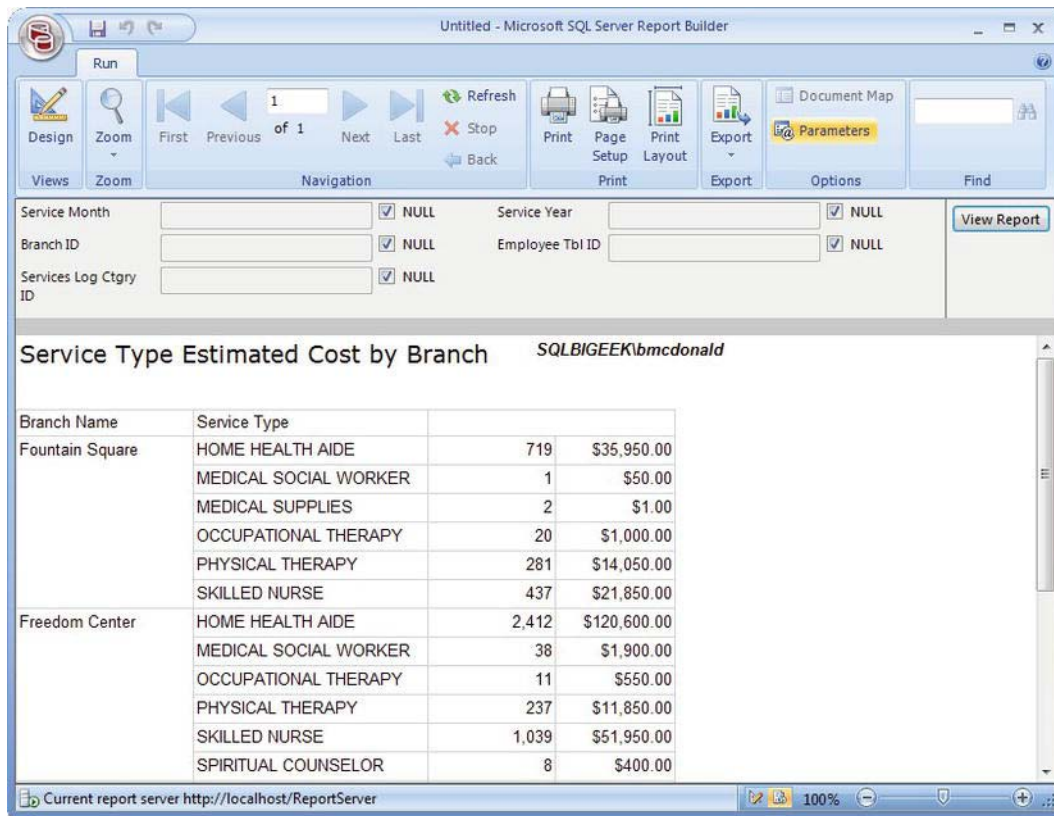 Untitled - Microsoft SQL Server Report Builder
Run
Design
Zoom
First
Previous
1
of 1
Next
Last
Refresh
Stop
Back
Print
Page Setup
Print Layout
Export
Document Map
Parameters
Views
Zoom
Navigation
Print
Export
Options
Find
Service Month NULL Service Year NULL
View Report
Branch ID NULL Employee Tbl ID NULL
Services Log Ctgry ID NULL
Service Type Estimated Cost by Branch SQLBIGEEK\bmcdonald
Branch Name Service Type
Fountain Square HOME HEALTH AIDE 719 $35,950.00
MEDICAL SOCIAL WORKER 1 $50.00
MEDICAL SUPPLIES 2 $1.00
OCCUPATIONAL THERAPY 20 $1,000.00
PHYSICAL THERAPY 281 $14,050.00
SKILLED NURSE 437 $21,850.00
Freedom Center HOME HEALTH AIDE 2,412 $120,600.00
MEDICAL SOCIAL WORKER 38 $1,900.00
OCCUPATIONAL THERAPY 11 $550.00
PHYSICAL THERAPY 237 $11,850.00
SKILLED NURSE 1,039 $51,950.00
SPIRITUAL COUNSELOR 8 $400.00
Current report server http://localhost/ReportServer 100%